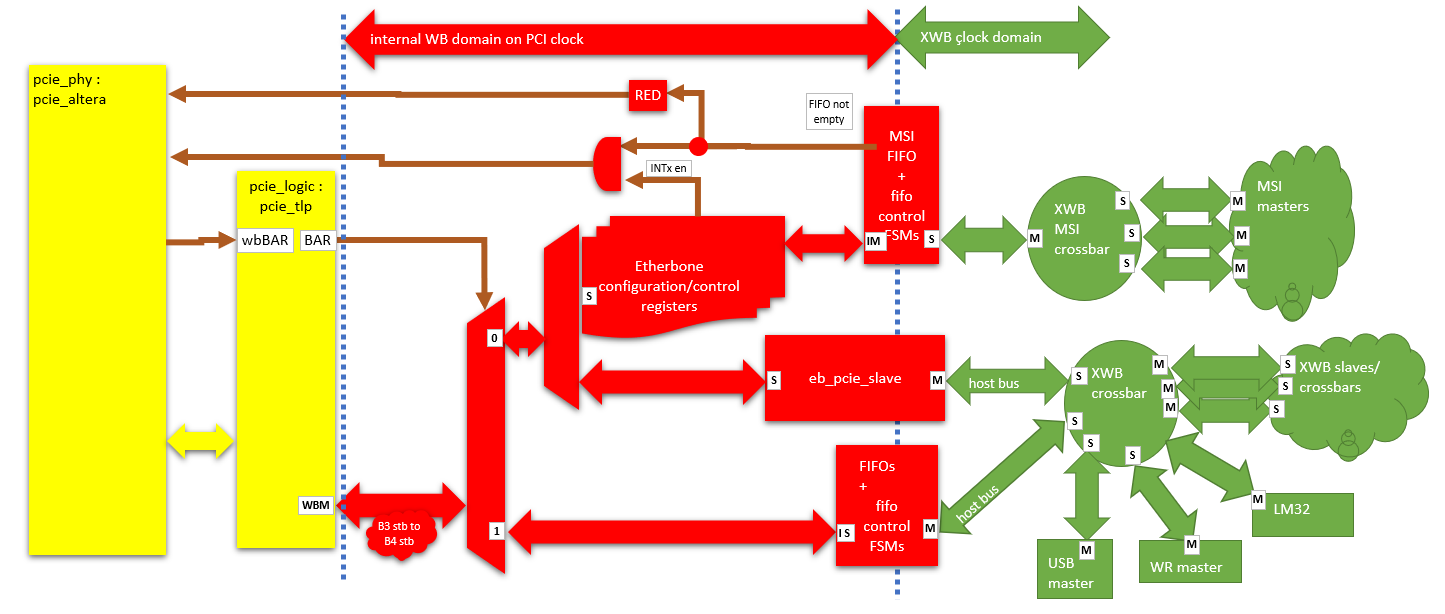 internal WB domain on PCI clock
XWB çlock domain
pcie_phy :
pcie_altera
RED
FIFO not
empty
MSI
FIFO
+
fifo
control
FSMs
INTx en
pcie_logic :
pcie_tlp
wbBAR
BAR
IM
S
M
XWB
MSI
crossbar
S
S
S
M
M
M
MSI
masters
Etherbone
configuration/control
registers
S
0
eb_pcie_slave
S
M
host bus
S
XWB
crossbar
M
M
M
S
S
S
S
S
S
XWB slaves/
crossbars
FIFOs
+
fifo
control
FSMs
I S
M
host bus
WBM
B3 stb to
B4 stb
1
M
LM32
M
USB
master
M
WR master